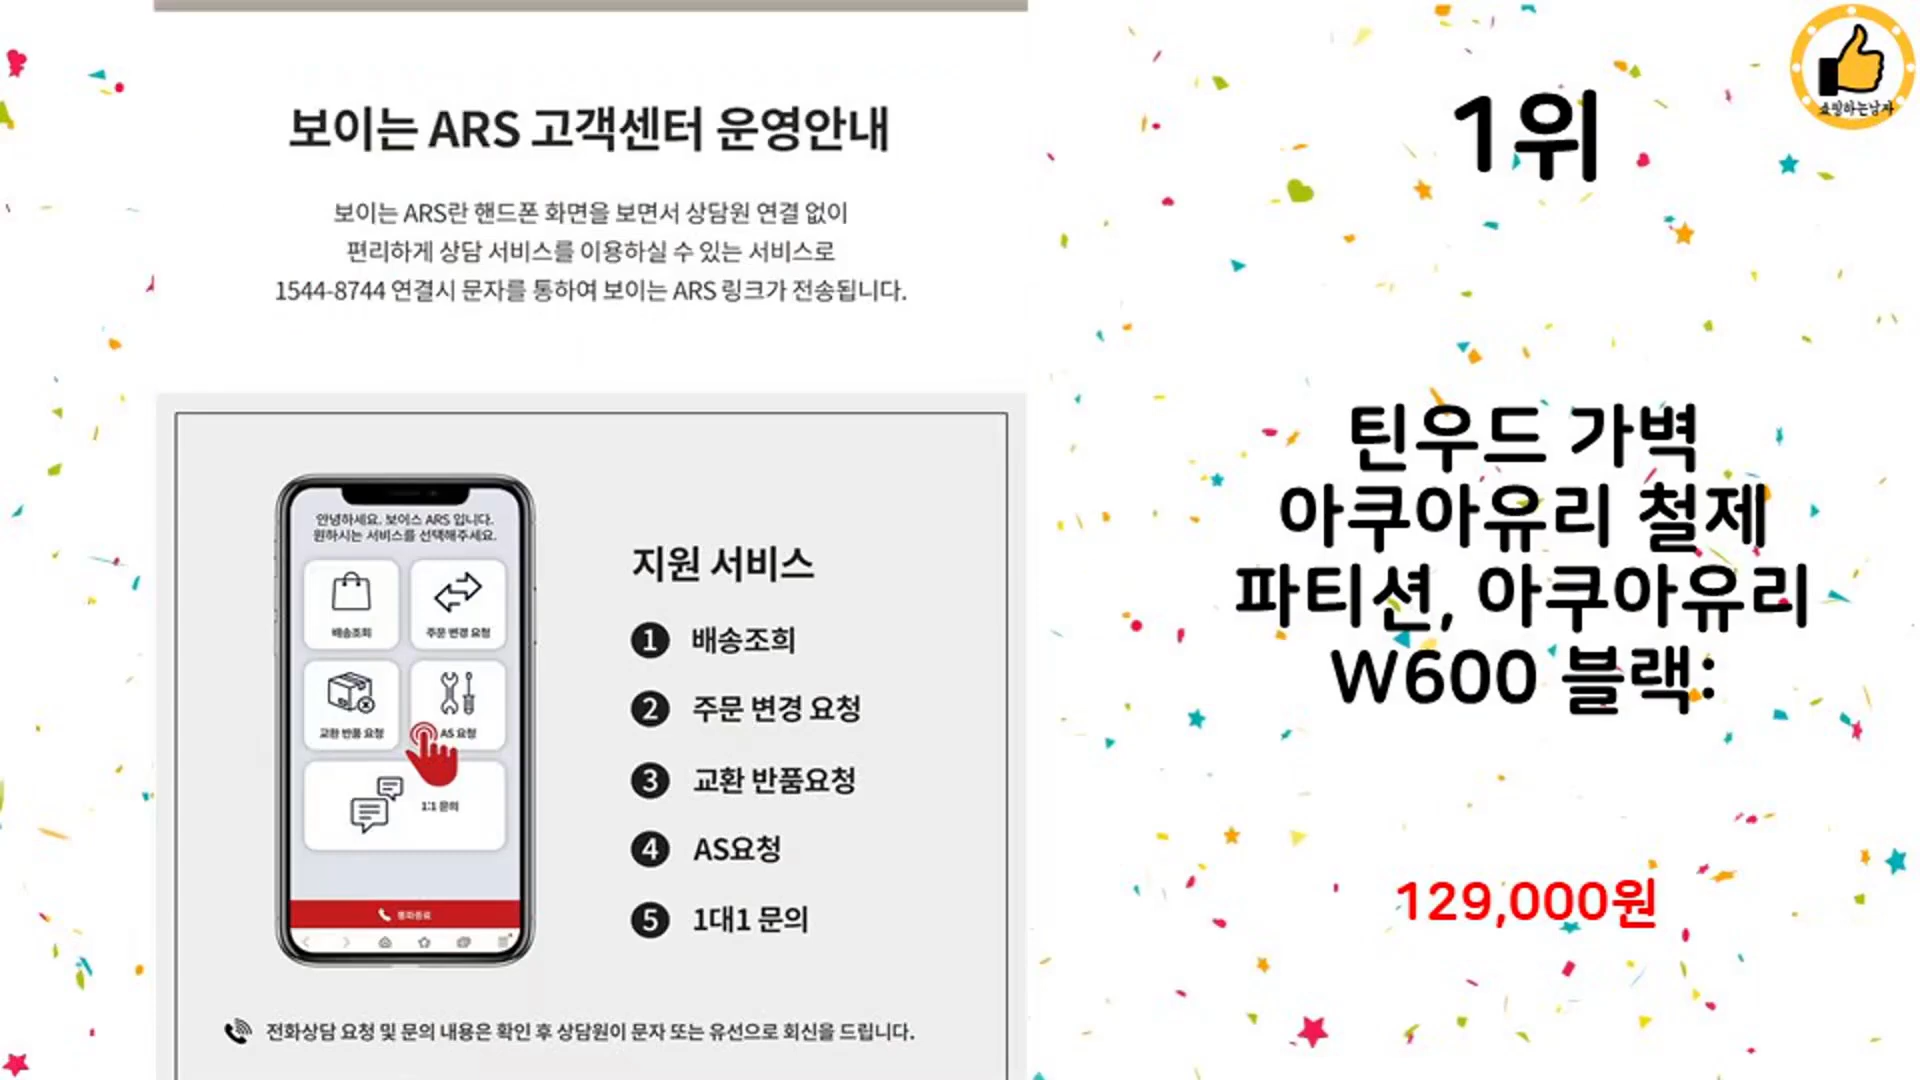 보이는 ARS 고객센터 운영안내
보이는 ARS란 핸드폰 화면을 보면서 상담원 연결 없이
편리하게 상담 서비스를 이용하실 수 있는 서비스로
1544-8744 연결시 문자를 통하여 보이는 ARS 링크가 전송됩니다.
안녕하세요. 보이스 ARS 입니다.
원하시는 서비스를 선택해주세요.
배송조회
주문 변경 요청
교환 반품 요청
AS 요청
1:1 문의
통화종료
지원 서비스
1 배송조회
2 주문 변경 요청
3 교환 반품요청
4 AS요청
5 1대1 문의
전화상담 요청 및 문의 내용은 확인 후 상담원이 문자 또는 유선으로 회신을 드립니다.
쇼핑하는남자
1위
틴우드 가벽
아쿠아유리 철제
파티션, 아쿠아유리
W600 블랙:
129,000원